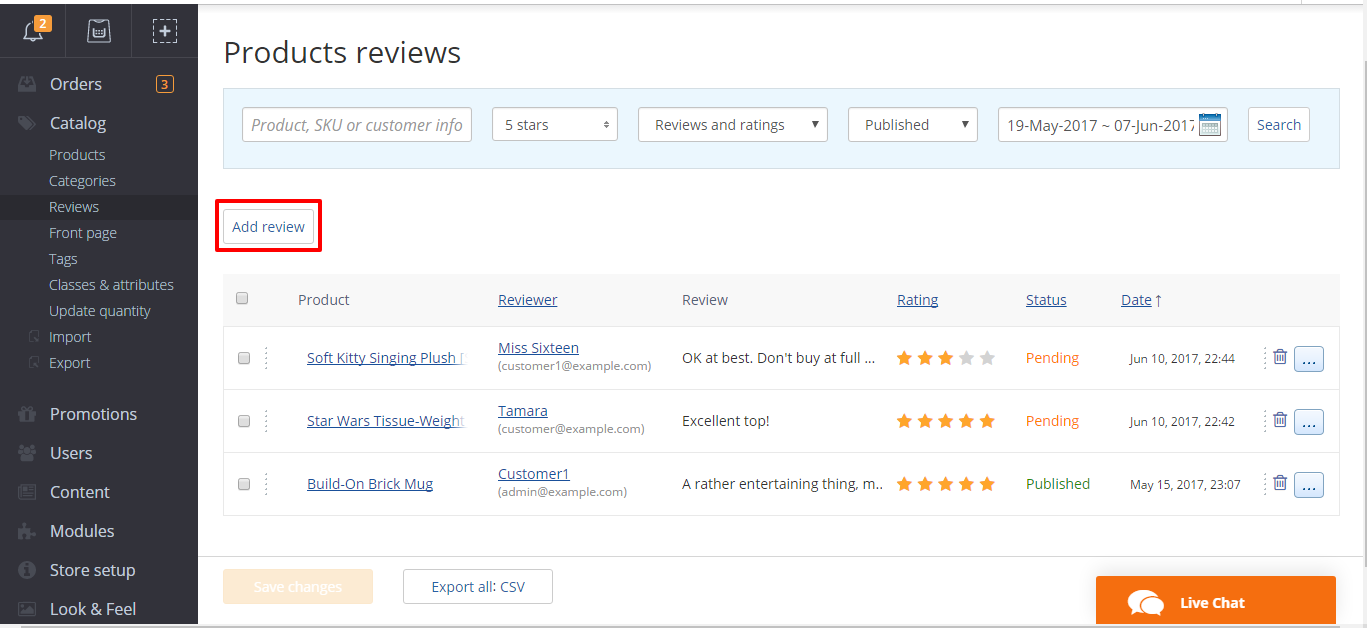 2
Orders 3
Catalog
Products
Categories
Reviews
Front page
Tags
Classes & attributes
Update quantity
Import
Export
Promotions
Users
Content
Modules
Store setup
Look & Feel
Products reviews
Product, SKU or customer info 5 stars Reviews and ratings Published 19-May-2017 ~ 07-Jun-2017 Search
Add review
Product Reviewer Review Rating Status Date ↑
Soft Kitty Singing Plush Miss Sixteen OK at best. Don't buy at full ... Pending Jun 10, 2017, 22:44 ...
(customer1@example.com)
Star Wars Tissue-Weight Tamara Excellent top! Pending Jun 10, 2017, 22:42 ...
(customer@example.com)
Build-On Brick Mug Customer1 A rather entertaining thing, m.. Published May 15, 2017, 23:07 ...
(admin@example.com)
Save changes Export all: CSV
Live Chat